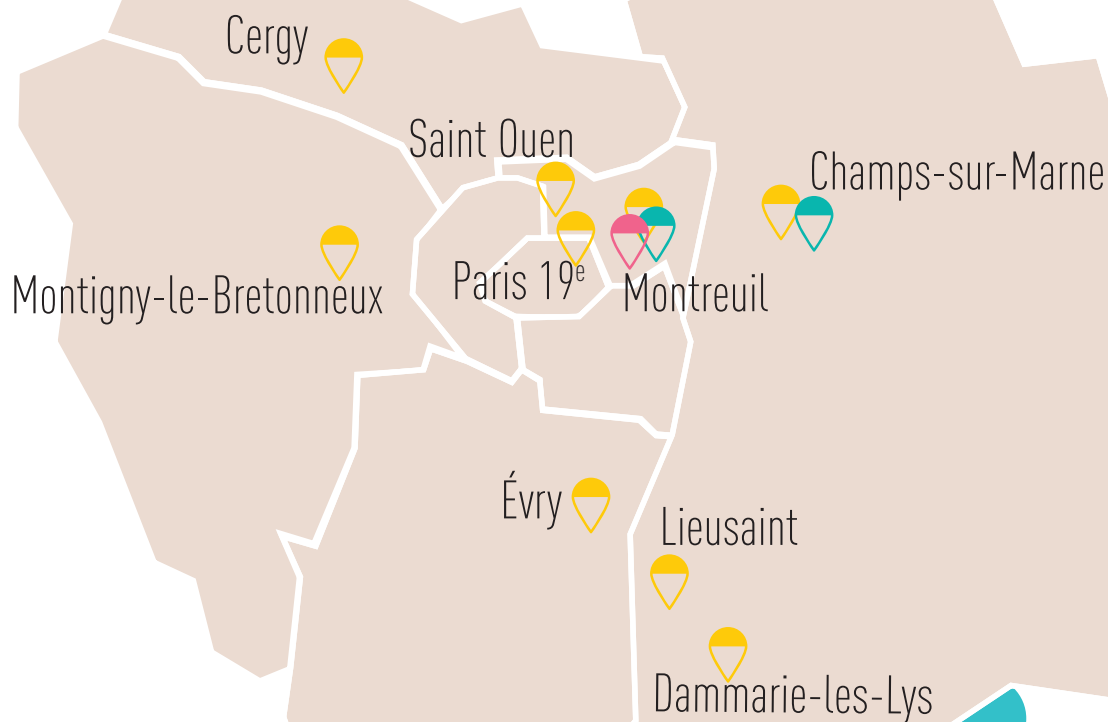 Cergy
Saint Ouen
Champs-sur-Marne
Paris 19e
Montreuil
Montigny-le-Bretonneux
Évry
Lieusaint
Dammarie-les-Lys